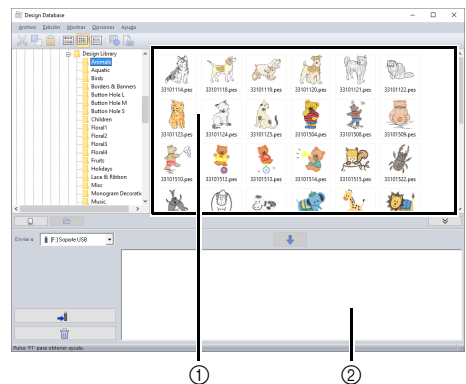 Design Database
Archivo Edición Mostrar Opciones Ayuda
Design Library
Animals
Aquatic
Birds
Borders & Banners
Button Hole L
Button Hole M
Button Hole S
Children
Floral1
Floral2
Floral3
Floral4
Fruits
Holidays
Lace & Ribbon
Misc
Monogram Decoratic
Music
33101114.pes 33101118.pes 33101119.pes 33101120.pes 33101121.pes 33101122.pes
33101123.pes 33101124.pes 33101125.pes 33101504.pes 33101508.pes 33101509.pes
33101510.pes 33101512.pes 33101513.pes 33101514.pes 33101515.pes 33101522.pes
Enviar a: [F:] Soporte USB
Pulse 'F1' para obtener ayuda.
① ②